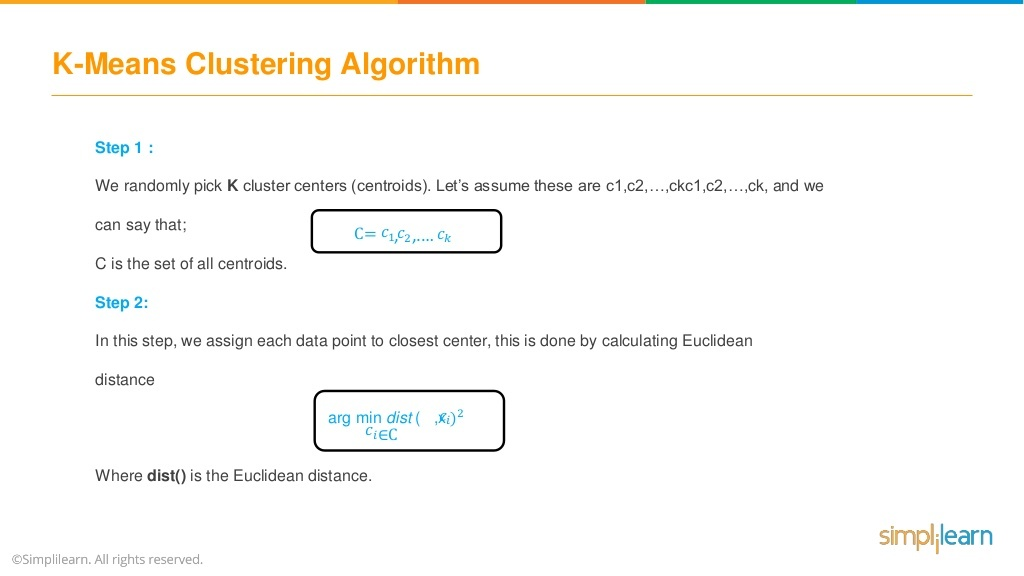 K-Means Clustering Algorithm
Step 1 :
We randomly pick K cluster centers (centroids). Let’s assume these are c1,c2,…,ckc1,c2,…,ck, and we
can say that;
C= c₁,c₂,.... cₖ
C is the set of all centroids.
Step 2:
In this step, we assign each data point to closest center, this is done by calculating Euclidean
distance
arg min dist ( ,xcᵢ)²
cᵢ∈C
Where dist() is the Euclidean distance.
simplilearn
©Simplilearn. All rights reserved.